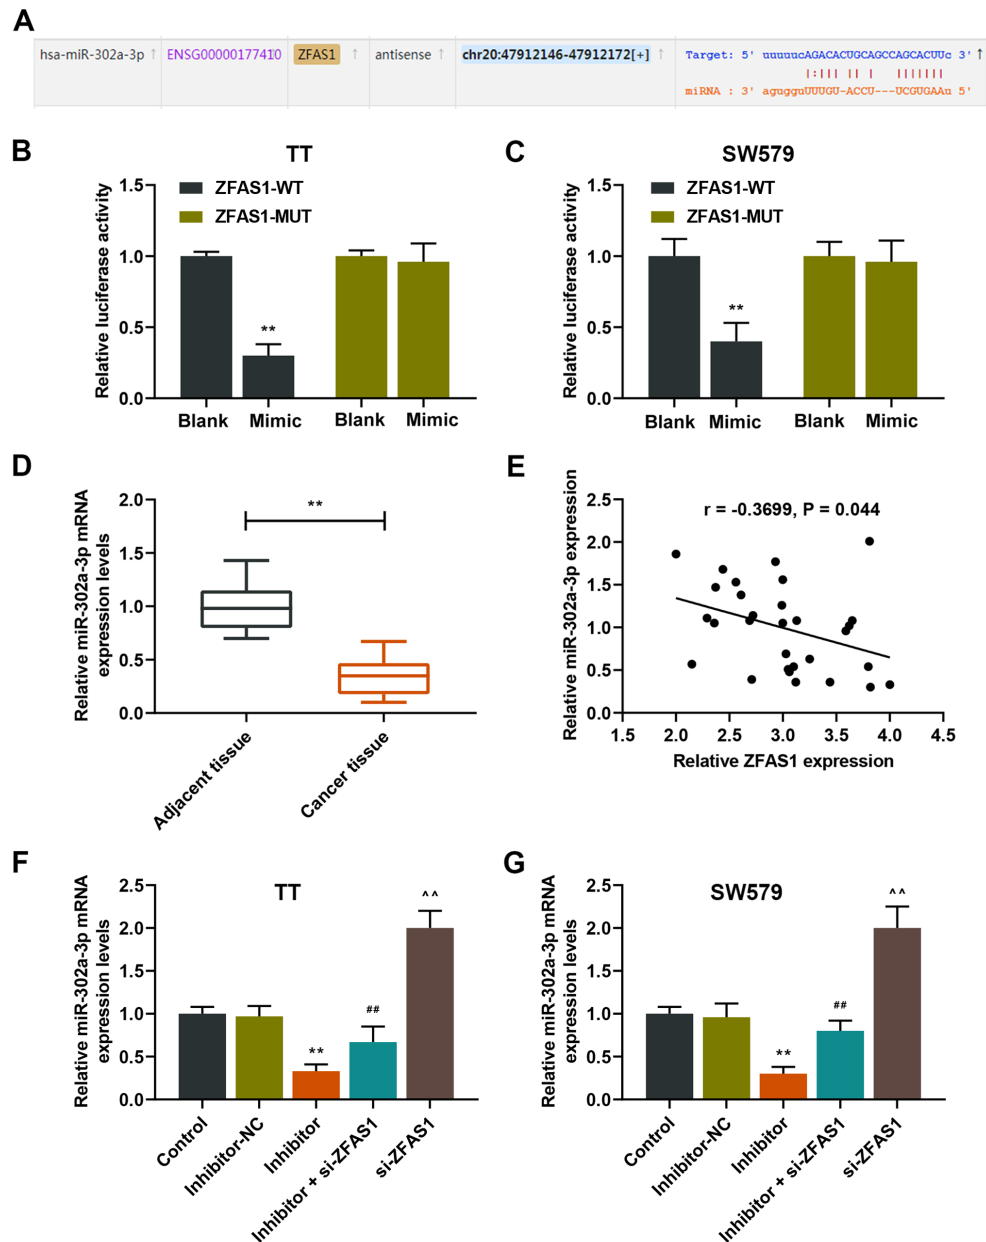 A
hsa-miR-302a-3p ↑ ENSG00000177410 ZFAS1 ↑ antisense ↑ chr20:47912146-47912172[+] ↑ Target: 5' uuuuucAGACACUGCAGCCAGCACUUc 3' ↑
|:||| || | |||||||
miRNA : 3' agugguUUUGU-ACCU---UCGUGAAu 5'
B
TT
Relative luciferase activity
1.5
1.0
0.5
0.0
ZFAS1-WT
ZFAS1-MUT
**
Blank Mimic Blank Mimic
C
SW579
Relative luciferase activity
1.5
1.0
0.5
0.0
ZFAS1-WT
ZFAS1-MUT
**
Blank Mimic Blank Mimic
D
Relative miR-302a-3p mRNA
expression levels
2.0
1.5
1.0
0.5
0.0
**
Adjacent tissue
Cancer tissue
E
Relative miR-302a-3p expression
2.5
2.0
1.5
1.0
0.5
0.0
r = -0.3699, P = 0.044
1.5 2.0 2.5 3.0 3.5 4.0 4.5
Relative ZFAS1 expression
F
TT
Relative miR-302a-3p mRNA
expression levels
2.5
2.0
1.5
1.0
0.5
0.0
**
##
^^
Control
Inhibitor-NC
Inhibitor
Inhibitor + si-ZFAS1
si-ZFAS1
G
SW579
Relative miR-302a-3p mRNA
expression levels
2.5
2.0
1.5
1.0
0.5
0.0
**
##
^^
Control
Inhibitor-NC
Inhibitor
Inhibitor + si-ZFAS1
si-ZFAS1